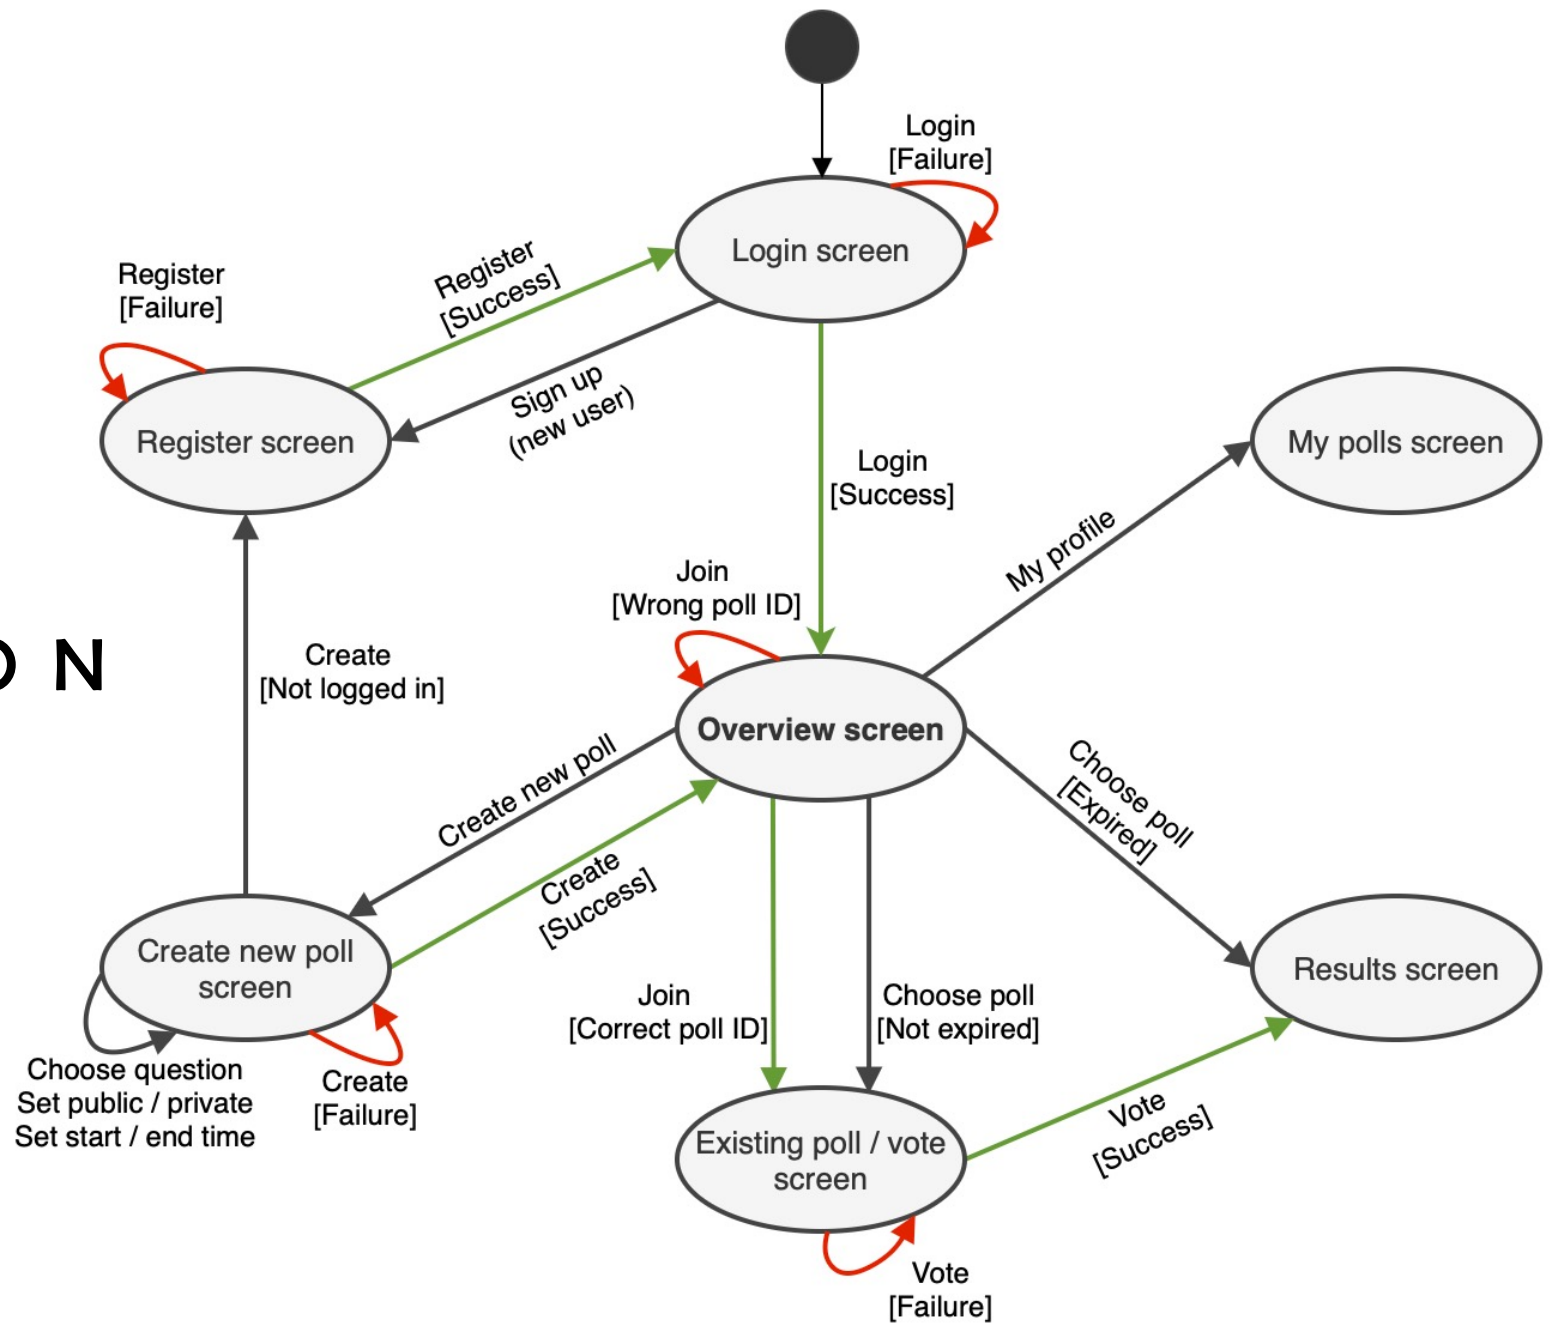 Login
[Failure]
Login screen
Register
[Failure]
Register
[Success]
Sign up
(new user)
Register screen
Login
[Success]
My polls screen
My profile
Join
[Wrong poll ID]
O N
Create
[Not logged in]
Overview screen
Create new poll
Choose poll
[Expired]
Create
[Success]
Create new poll
screen
Results screen
Join
[Correct poll ID]
Choose poll
[Not expired]
Choose question
Set public / private
Set start / end time
Create
[Failure]
Existing poll / vote
screen
Vote
[Success]
Vote
[Failure]